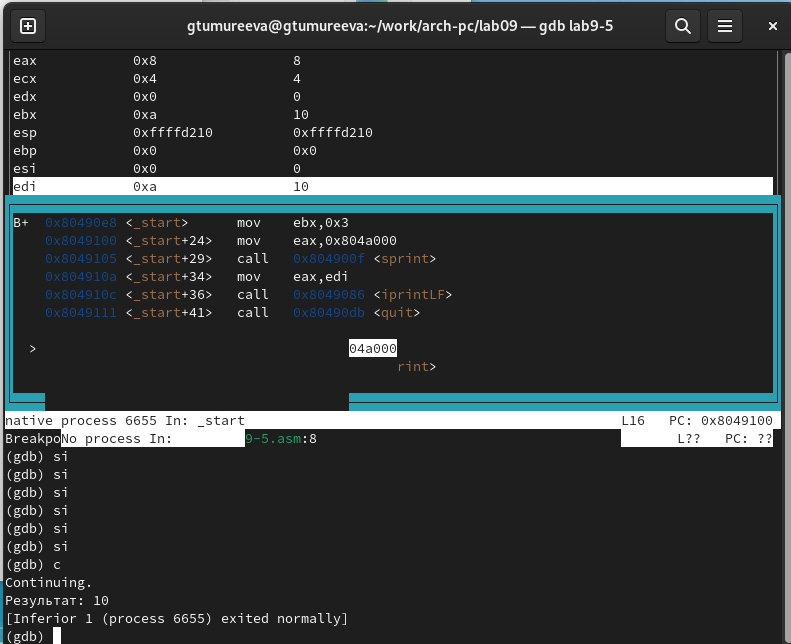 gtumureeva@gtumureeva:~/work/arch-pc/lab09 — gdb lab9-5
eax 0x8 8
ecx 0x4 4
edx 0x0 0
ebx 0xa 10
esp 0xffffd210 0xffffd210
ebp 0x0 0x0
esi 0x0 0
edi 0xa 10
B+ 0x80490e8 <_start> mov ebx,0x3
0x8049100 <_start+24> mov eax,0x804a000
0x8049105 <_start+29> call 0x804900f <sprint>
0x804910a <_start+34> mov eax,edi
0x804910c <_start+36> call 0x8049086 <iprintLF>
0x8049111 <_start+41> call 0x80490db <quit>
> 04a000
rint>
native process 6655 In: _start L16 PC: 0x8049100
BreakpoNo process In: 9-5.asm:8 L?? PC: ??
(gdb) si
(gdb) si
(gdb) si
(gdb) si
(gdb) si
(gdb) si
(gdb) c
Continuing.
Результат: 10
[Inferior 1 (process 6655) exited normally]
(gdb)